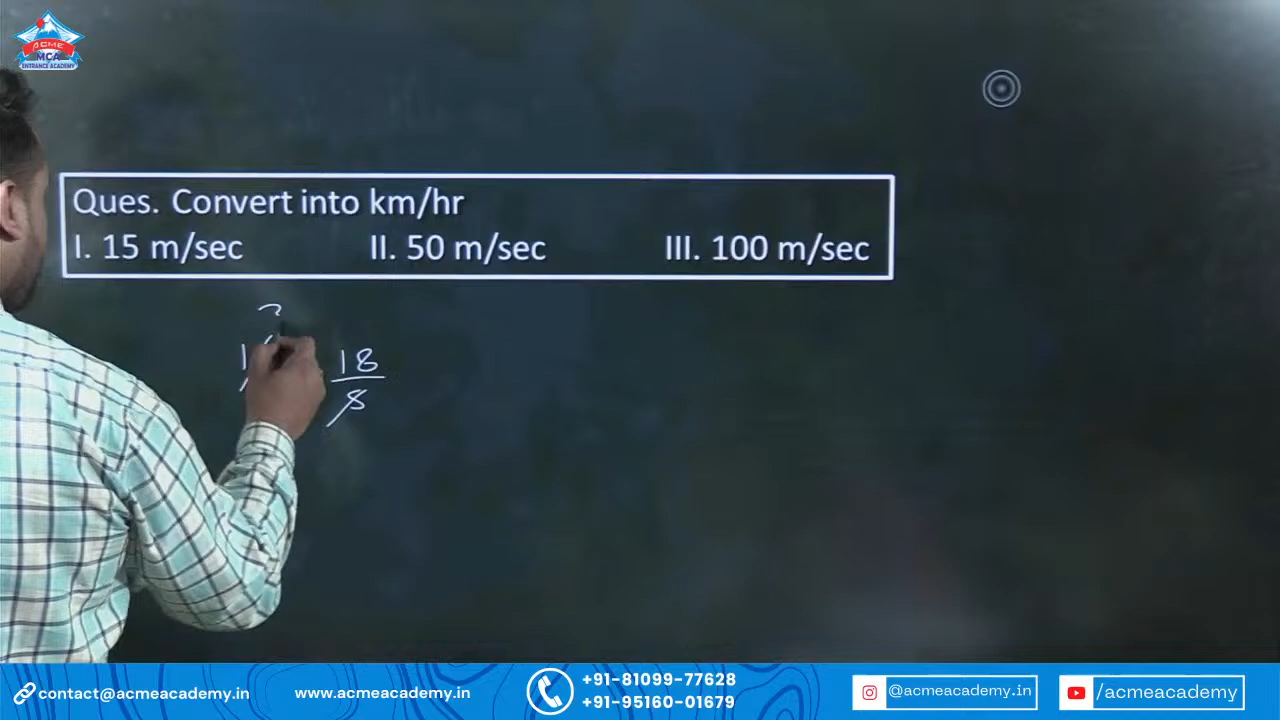 ACME
MCA
ENTRANCE ACADEMY
Ques. Convert into km/hr
I. 15 m/sec II. 50 m/sec III. 100 m/sec
18
5
contact@acmeacademy.in www.acmeacademy.in +91-81099-77628
+91-95160-01679
@acmeacademy.in /acmeacademy